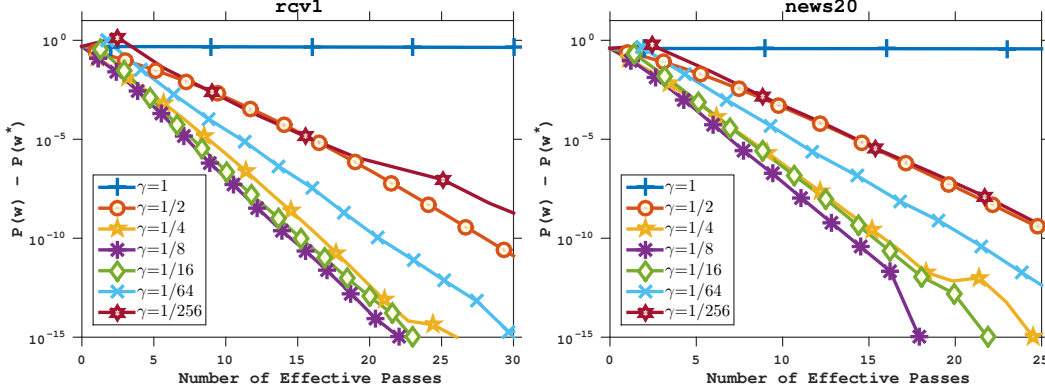 rcv1
P(w) - P(w*)
10^0
10^-5
10^-10
10^-15
γ=1
γ=1/2
γ=1/4
γ=1/8
γ=1/16
γ=1/64
γ=1/256
0 5 10 15 20 25 30
Number of Effective Passes
news20
P(w) - P(w*)
10^0
10^-5
10^-10
10^-15
γ=1
γ=1/2
γ=1/4
γ=1/8
γ=1/16
γ=1/64
γ=1/256
0 5 10 15 20 25
Number of Effective Passes